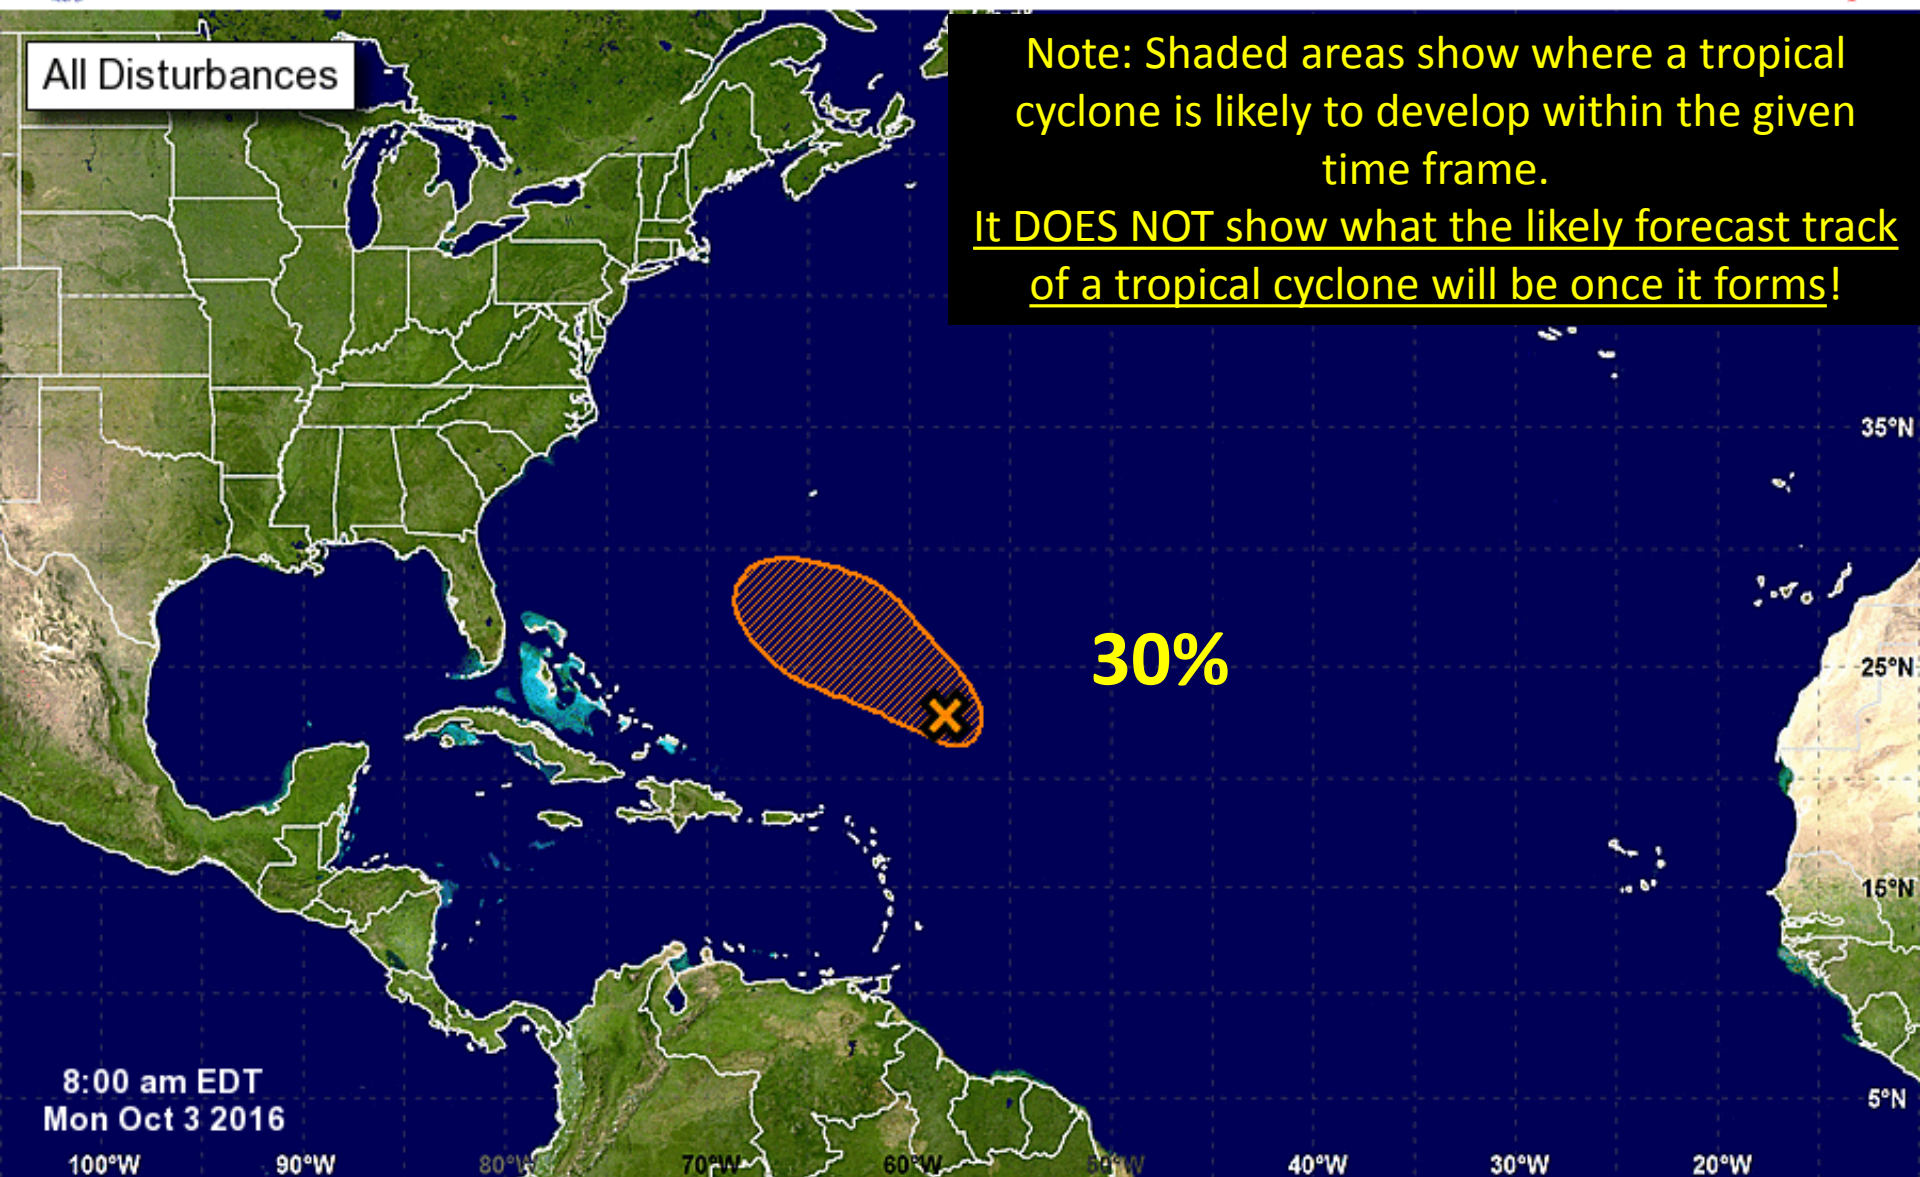 All Disturbances
Note: Shaded areas show where a tropical
cyclone is likely to develop within the given
time frame.
It DOES NOT show what the likely forecast track
of a tropical cyclone will be once it forms!
35°N
30%
25°N
15°N
8:00 am EDT
Mon Oct 3 2016
5°N
100°W 90°W 80°W 70°W 60°W 50°W 40°W 30°W 20°W